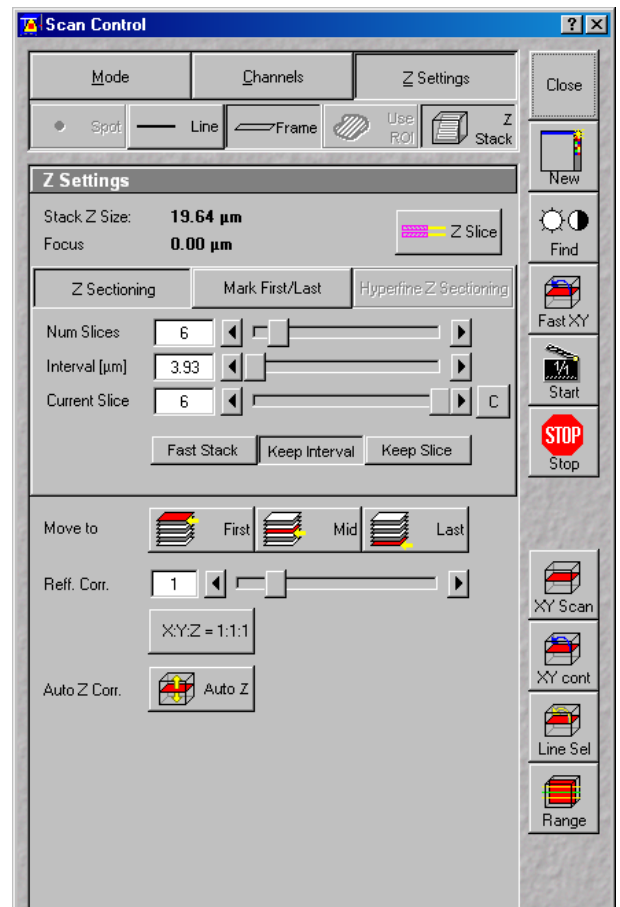 Scan Control
Mode Channels Z Settings
Spot Line Frame Use ROI Z Stack
Z Settings
Stack Z Size: 19.64 µm
Focus 0.00 µm
Z Slice
Z Sectioning Mark First/Last Hyperfine Z Sectioning
Num Slices 6
Interval [µm] 3.93
Current Slice 6 C
Fast Stack Keep Interval Keep Slice
Move to First Mid Last
Reff. Corr. 1
X:Y:Z = 1:1:1
Auto Z Corr. Auto Z
Close
New
Find
Fast XY
1/1
Start
STOP
Stop
XY Scan
XY cont
Line Sel
Range